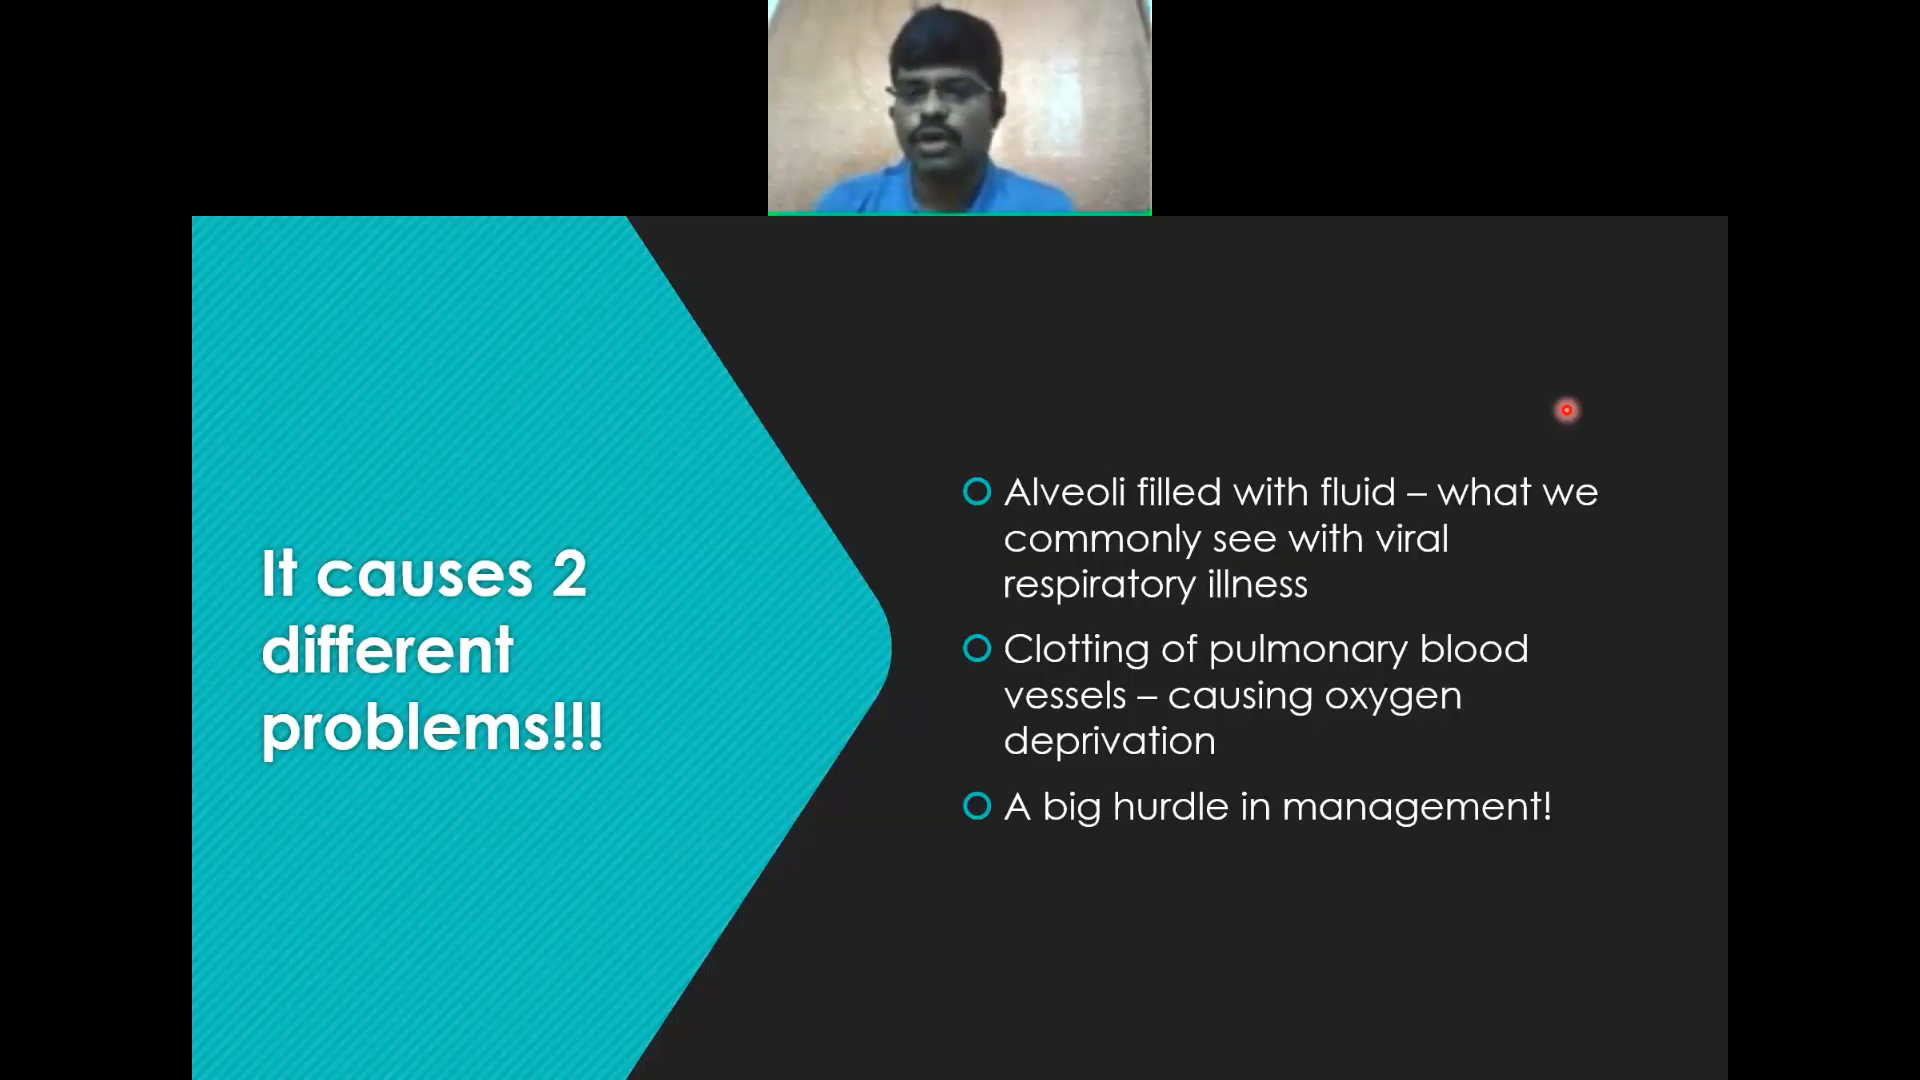 It causes 2
different
problems!!!
Alveoli filled with fluid – what we
commonly see with viral
respiratory illness
Clotting of pulmonary blood
vessels – causing oxygen
deprivation
A big hurdle in management!